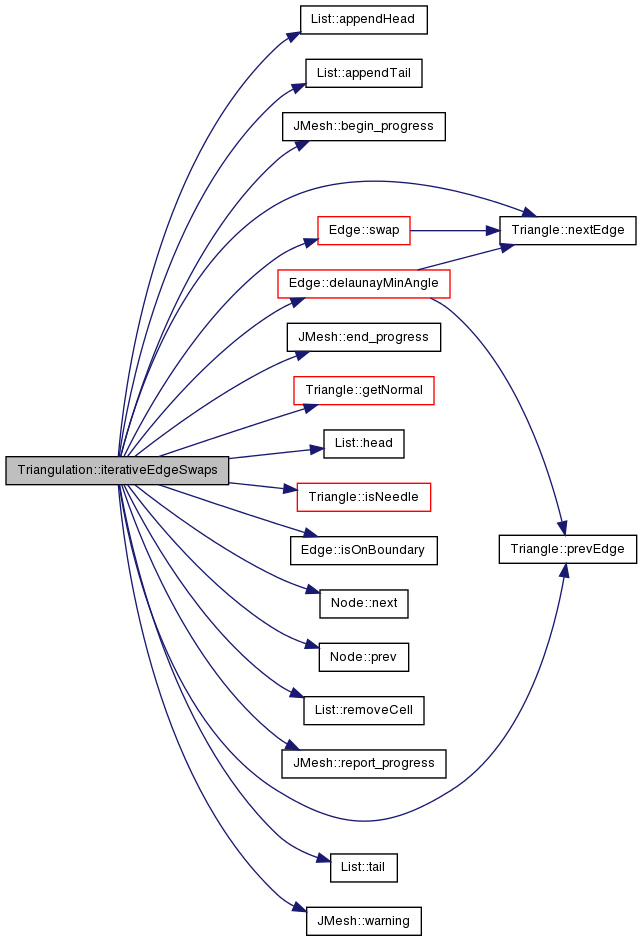 List::appendHead
List::appendTail
JMesh::begin_progress
Edge::swap
Triangle::nextEdge
Edge::delaunayMinAngle
JMesh::end_progress
Triangle::getNormal
List::head
Triangulation::iterativeEdgeSwaps
Triangle::isNeedle
Edge::isOnBoundary
Triangle::prevEdge
Node::next
Node::prev
List::removeCell
JMesh::report_progress
List::tail
JMesh::warning